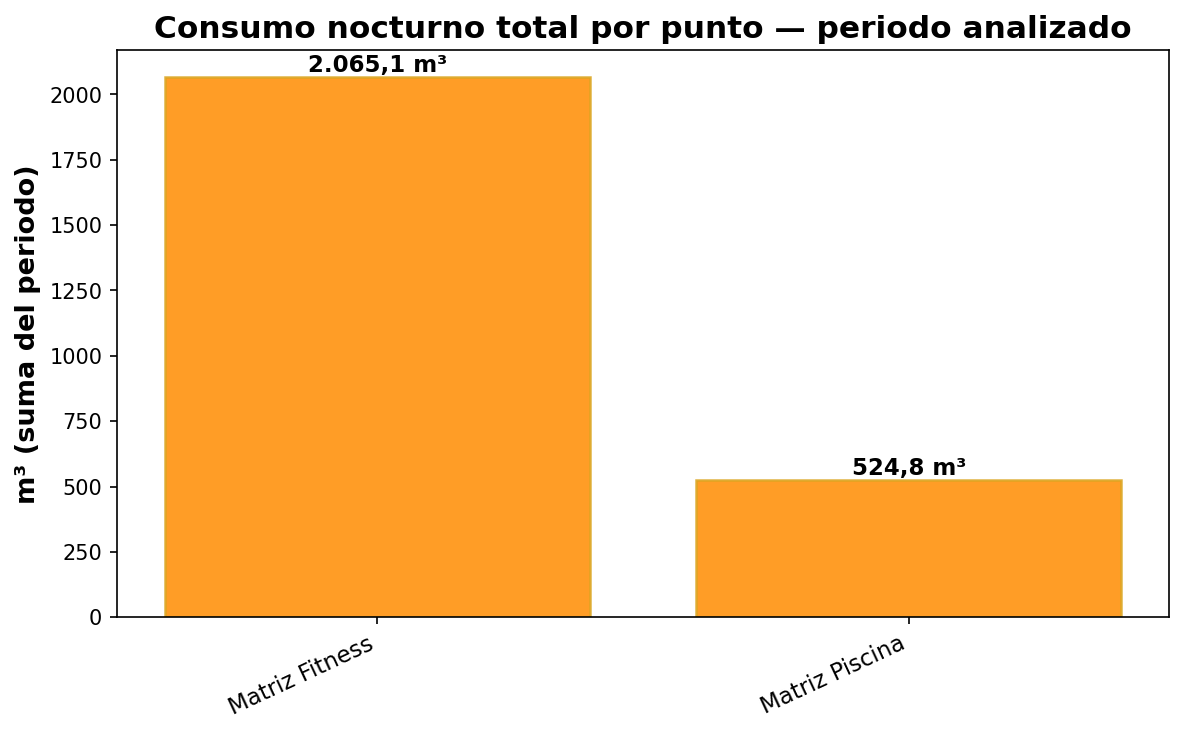 Consumo nocturno total por punto — periodo analizado
m³ (suma del periodo)
2000
1750
1500
1250
1000
750
500
250
0
2.065,1 m³
524,8 m³
Matriz Fitness
Matriz Piscina